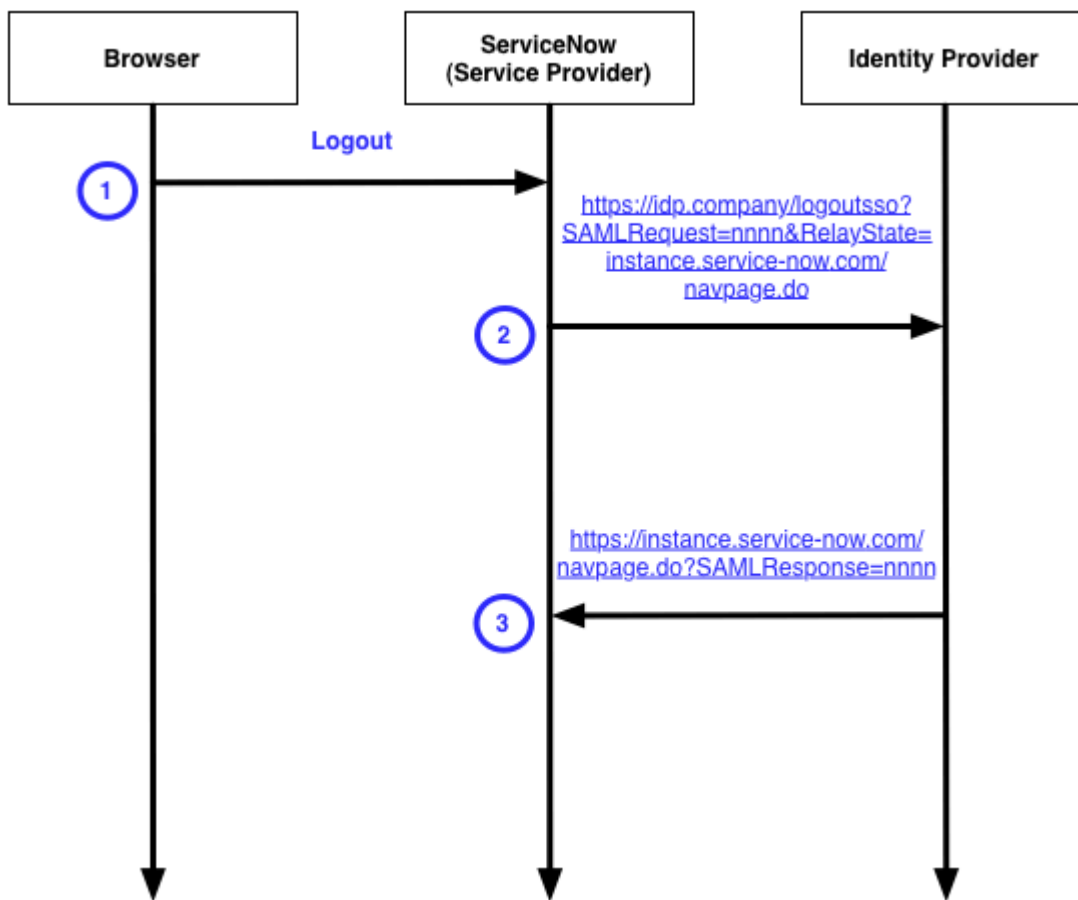 Browser
ServiceNow
(Service Provider)
Identity Provider
Logout
1
https://idp.company/logoutsso?
SAMLRequest=nnnn&RelayState=
instance.service-now.com/
navpage.do
2
https://instance.service-now.com/
navpage.do?SAMLResponse=nnnn
3